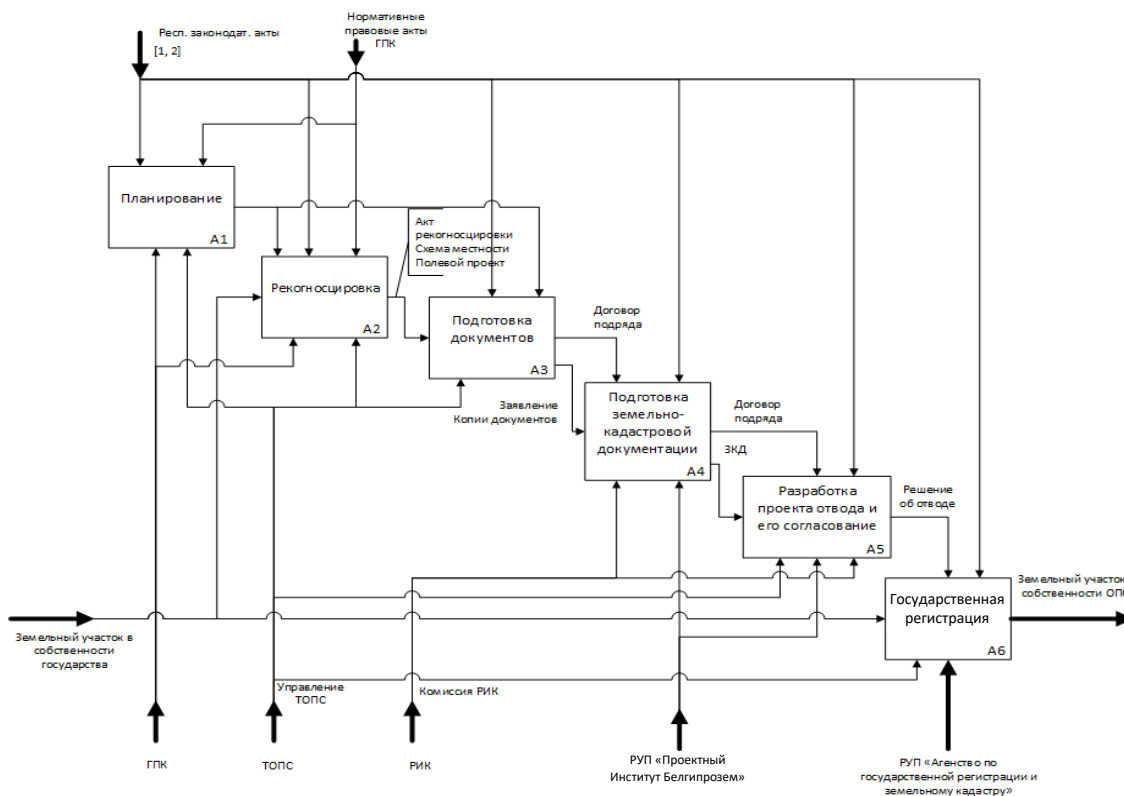 Респ. законодат. акты
[1, 2]
Нормативные
правовые акты
ГПК
Планирование
А1
Акт
рекогносцировки
Схема местности
Полевой проект
Рекогносцировка
А2
Подготовка
документов
А3
Договор
подряда
Заявление
Копии документов
Подготовка
земельно-
кадастровой
документации
А4
Договор
подряда
ЗКД
Разработка
проекта отвода и
его согласование
А5
Решение
об отводе
Государственная
регистрация
А6
Земельный участок
собственности ОПС
Земельный участок в
собственности
государства
Управление
ТОПС
Комиссия РИК
ГПК
ТОПС
РИК
РУП «Проектный
Институт Белгипрозем»
РУП «Агенство по
государственной регистрации и
земельному кадастру»